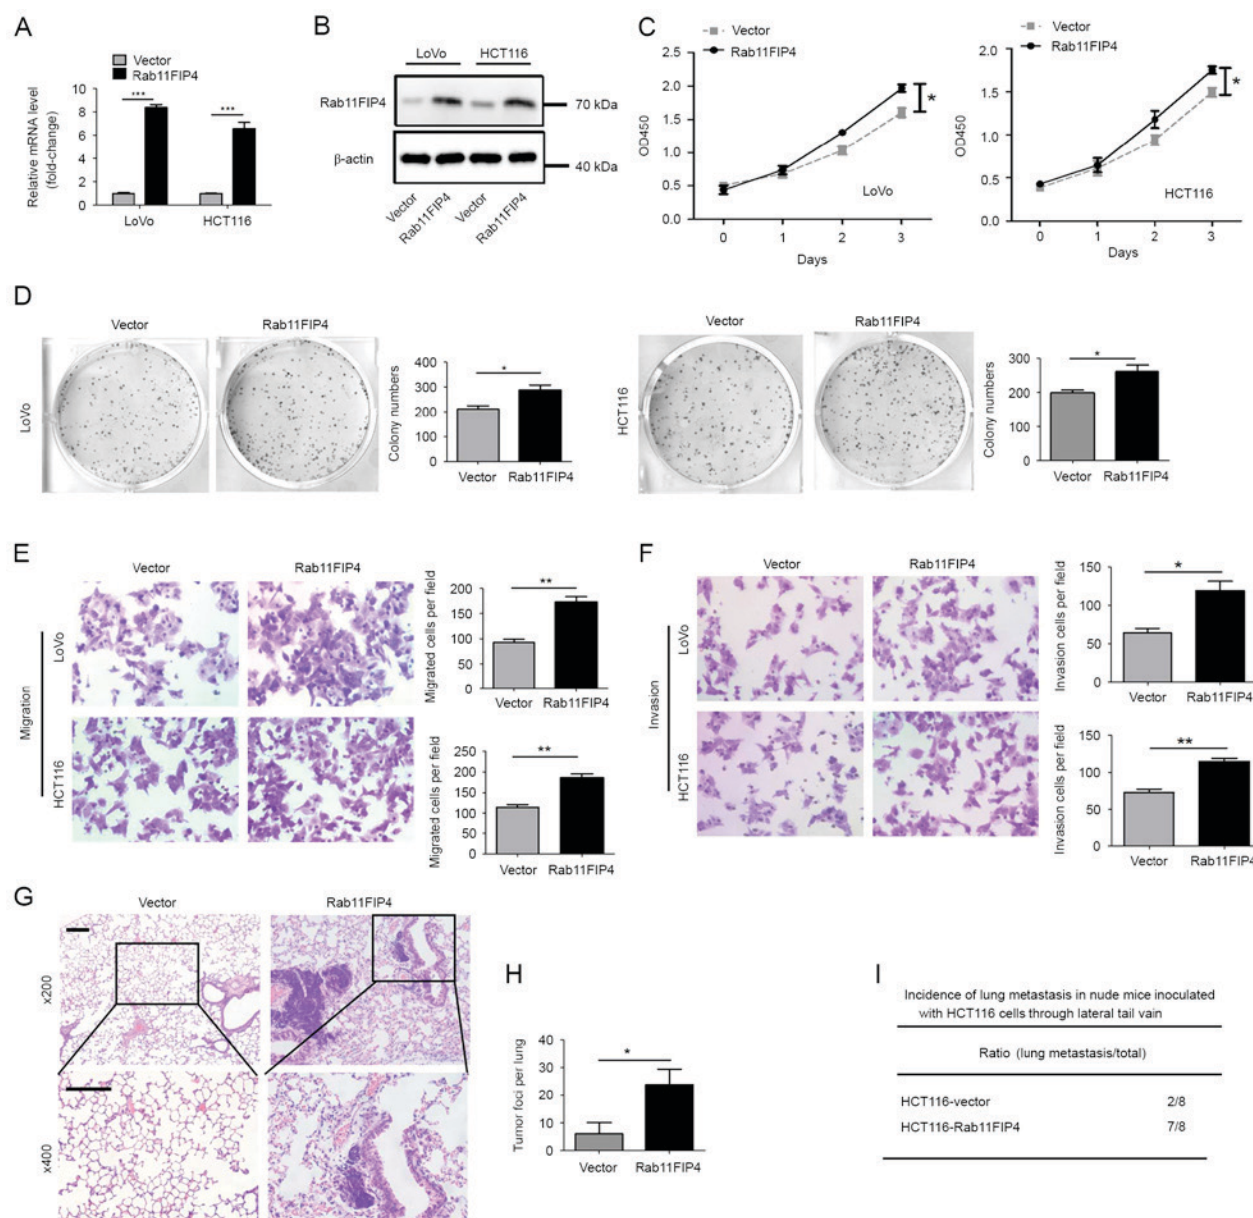 A
Vector
Rab11FIP4
Relative mRNA level
(fold-change)
10
8
6
4
2
0
***
***
LoVo
HCT116
B
LoVo
HCT116
Rab11FIP4
70 kDa
β-actin
40 kDa
Vector
Rab11FIP4
Vector
Rab11FIP4
C
Vector
Rab11FIP4
OD450
2.5
2.0
1.5
1.0
0.5
0.0
*
LoVo
0 1 2 3
Days
Vector
Rab11FIP4
OD450
2.0
1.5
1.0
0.5
0.0
*
HCT116
0 1 2 3
Days
D
Vector
Rab11FIP4
LoVo
Colony numbers
400
300
200
100
0
*
Vector Rab11FIP4
Vector
Rab11FIP4
HCT116
Colony numbers
300
200
100
0
*
Vector Rab11FIP4
E
Vector
Rab11FIP4
Migration
LoVo
HCT116
Migrated cells per field
200
150
100
50
0
**
Vector Rab11FIP4
Migrated cells per field
250
200
150
100
50
0
**
Vector Rab11FIP4
F
Vector
Rab11FIP4
Invasion
LoVo
HCT116
Invasion cells per field
150
100
50
0
*
Vector Rab11FIP4
Invasion cells per field
150
100
50
0
**
Vector Rab11FIP4
G
Vector
Rab11FIP4
x200
x400
H
Tumor foci per lung
40
30
20
10
0
*
Vector Rab11FIP4
I
Incidence of lung metastasis in nude mice inoculated
with HCT116 cells through lateral tail vain
Ratio (lung metastasis/total)
HCT116-vector 2/8
HCT116-Rab11FIP4 7/8